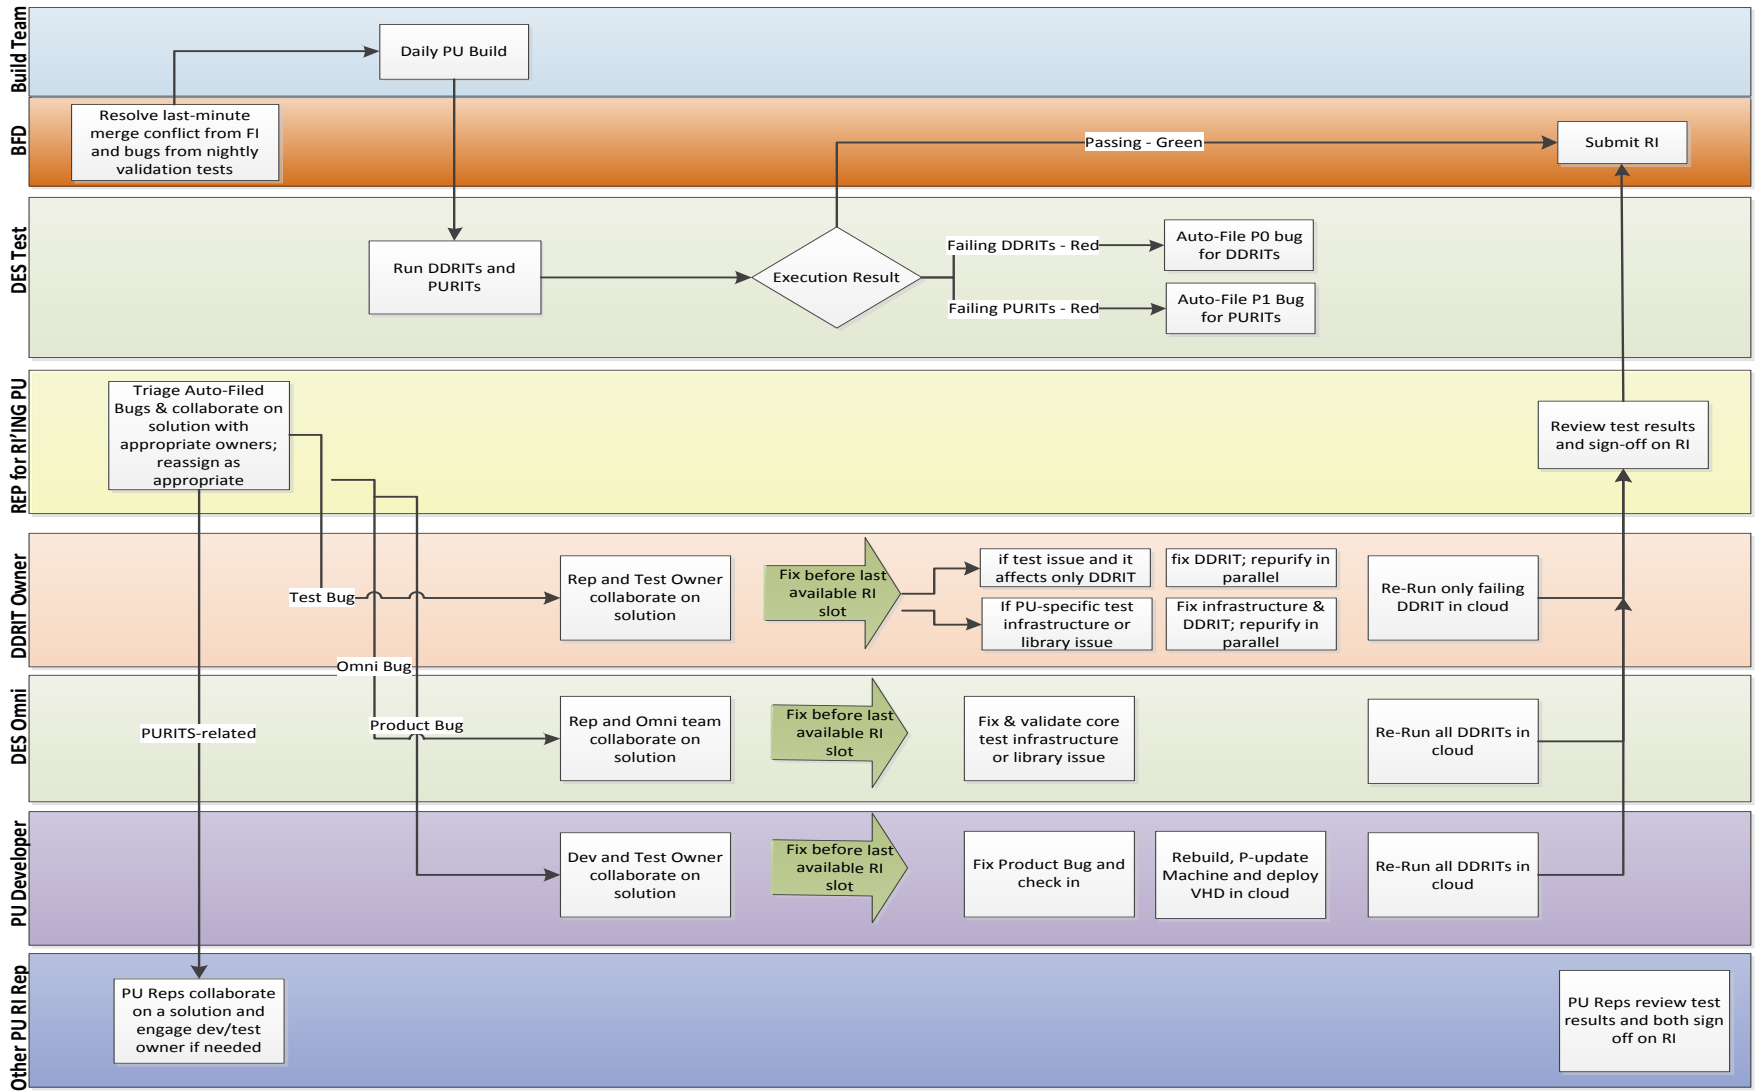 Build Team
Daily PU Build
BFD
Resolve last-minute
merge conflict from FI
and bugs from nightly
validation tests
Passing - Green
Submit RI
DES Test
Run DDRITs and
PURITs
Execution Result
Failing DDRITs - Red
Auto-File P0 bug
for DDRITs
Failing PURITs - Red
Auto-File P1 Bug
for PURITs
REP for RI'ING PU
Triage Auto-Filed
Bugs & collaborate on
solution with
appropriate owners;
reassign as
appropriate
Review test results
and sign-off on RI
DDRIT Owner
Test Bug
Rep and Test Owner
collaborate on
solution
Fix before last
available RI
slot
if test issue and it
affects only DDRIT
fix DDRIT; repurify in
parallel
If PU-specific test
infrastructure or
library issue
Fix infrastructure &
DDRIT; repurify in
parallel
Re-Run only failing
DDRIT in cloud
Omni Bug
DES Omni
PURITS-related
Product Bug
Rep and Omni team
collaborate on
solution
Fix before last
available RI
slot
Fix & validate core
test infrastructure
or library issue
Re-Run all DDRITs in
cloud
PU Developer
Dev and Test Owner
collaborate on
solution
Fix before last
available RI
slot
Fix Product Bug and
check in
Rebuild, P-update
Machine and deploy
VHD in cloud
Re-Run all DDRITs in
cloud
Other PU RI Rep
PU Reps collaborate
on a solution and
engage dev/test
owner if needed
PU Reps review test
results and both sign
off on RI